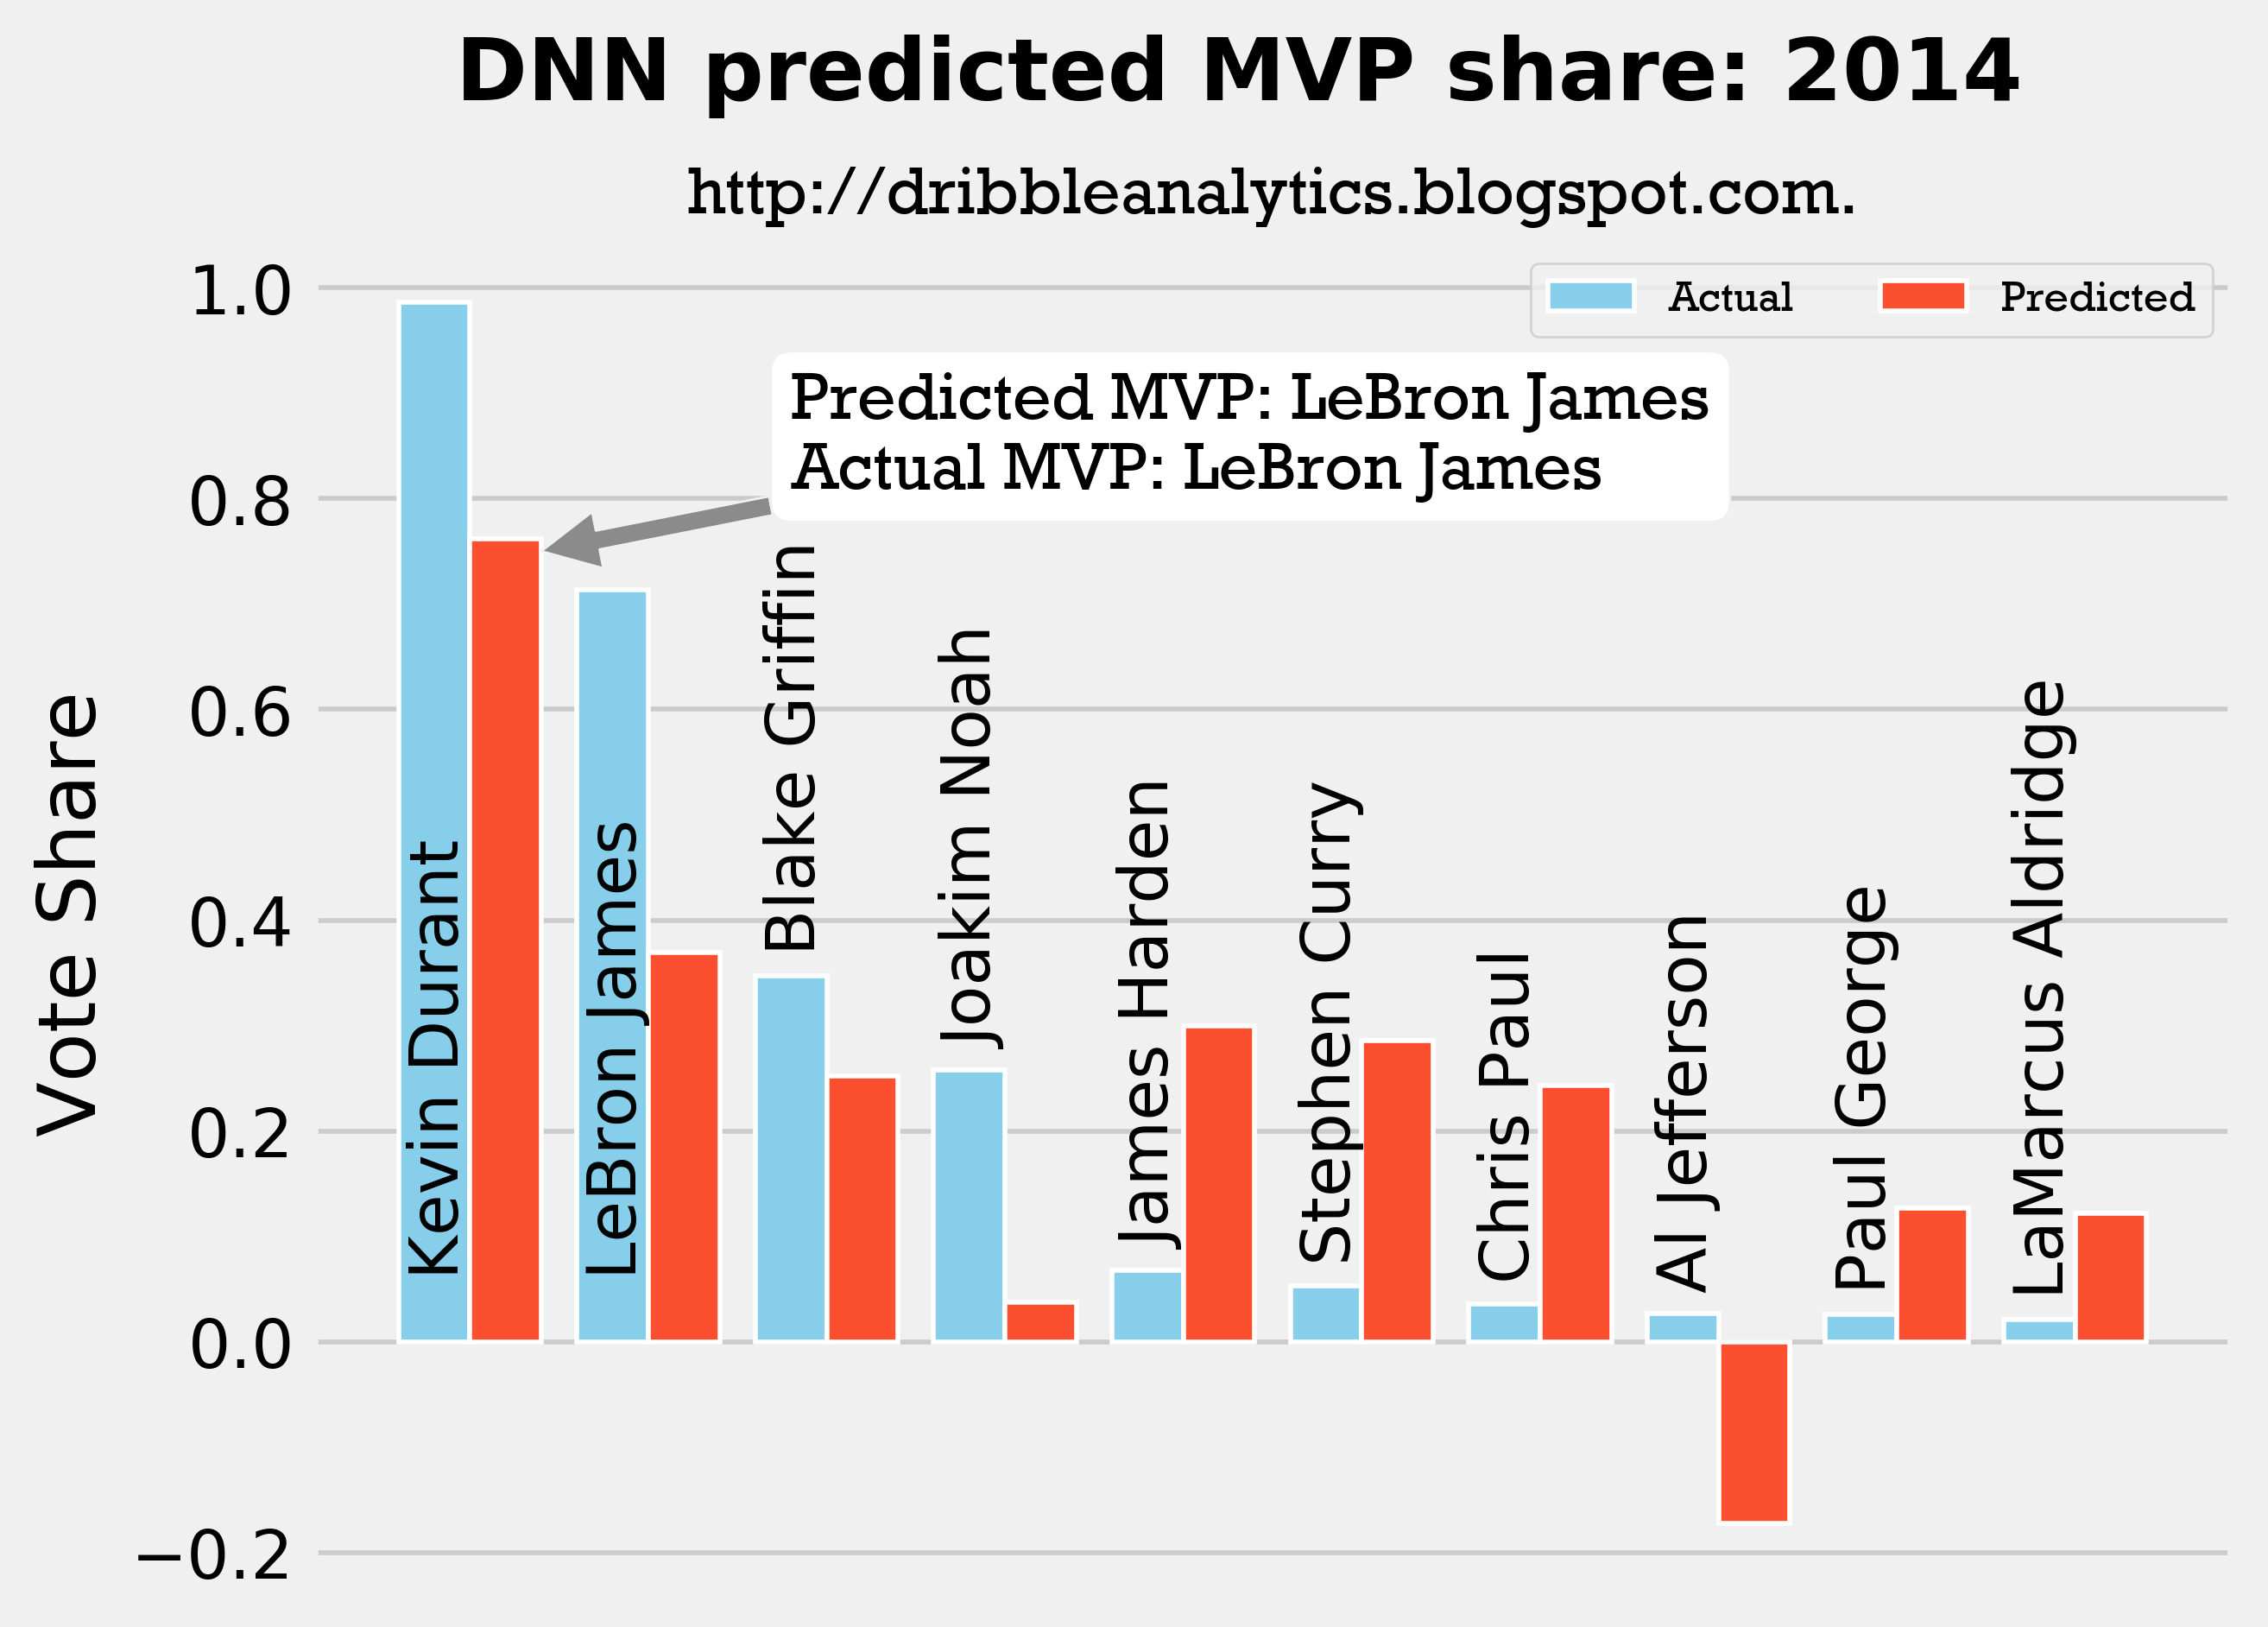 DNN predicted MVP share: 2014
http://dribbleanalytics.blogspot.com.
Actual
Predicted
Predicted MVP: LeBron James
Actual MVP: LeBron James
Vote Share
1.0
0.8
0.6
0.4
0.2
0.0
−0.2
Kevin Durant
LeBron James
Blake Griffin
Joakim Noah
James Harden
Stephen Curry
Chris Paul
Al Jefferson
Paul George
LaMarcus Aldridge